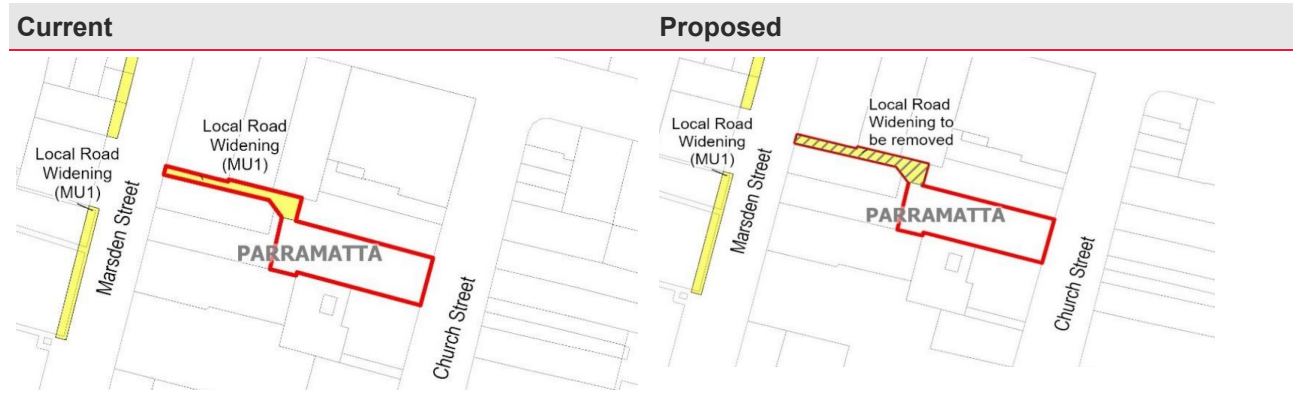 Current
Proposed
Local Road
Widening
(MU1)
Local Road
Widening
(MU1)
Marsden Street
PARRAMATTA
Church Street
Local Road
Widening to
be removed
Local Road
Widening
(MU1)
Marsden Street
PARRAMATTA
Church Street